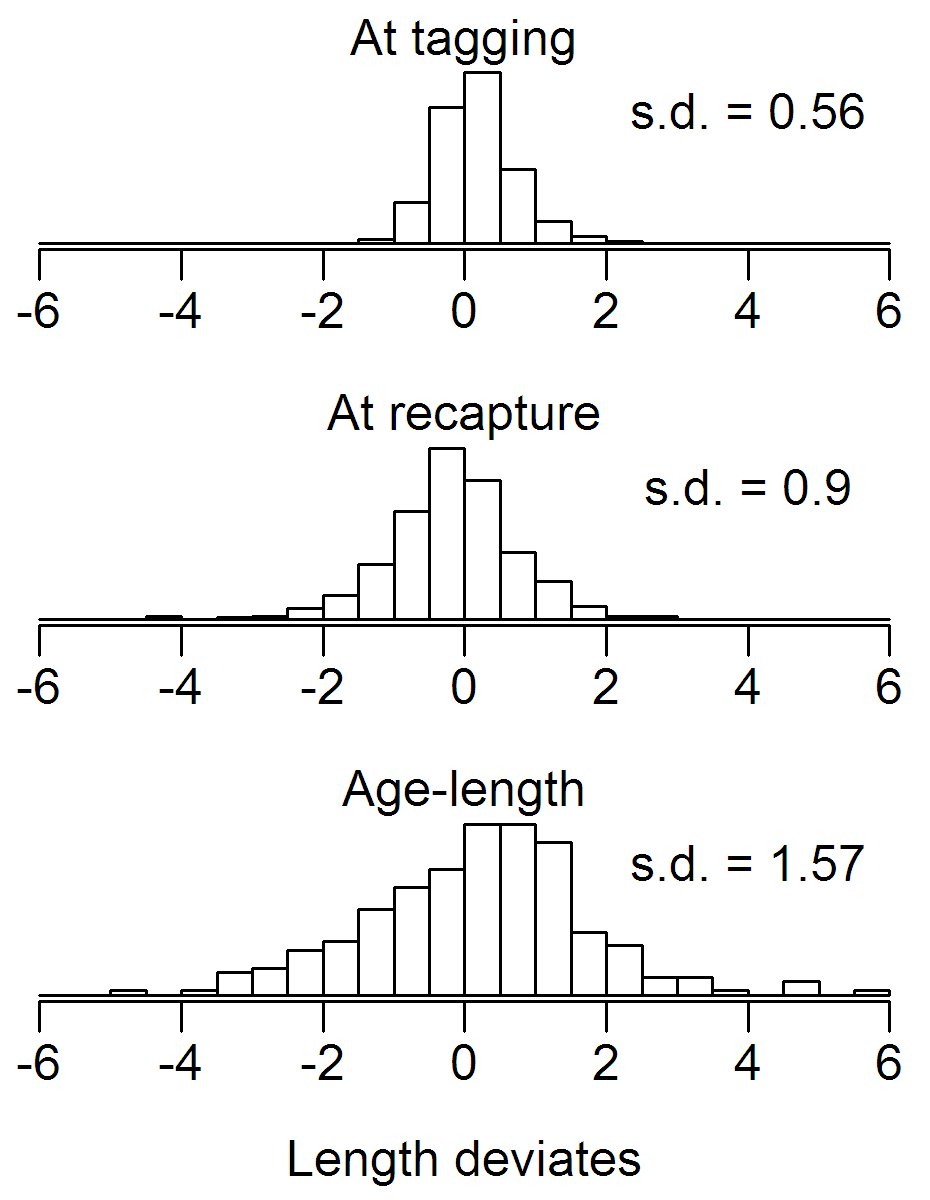 At tagging
s.d. = 0.56
-6 -4 -2 0 2 4 6
At recapture
s.d. = 0.9
-6 -4 -2 0 2 4 6
Age-length
s.d. = 1.57
-6 -4 -2 0 2 4 6
Length deviates